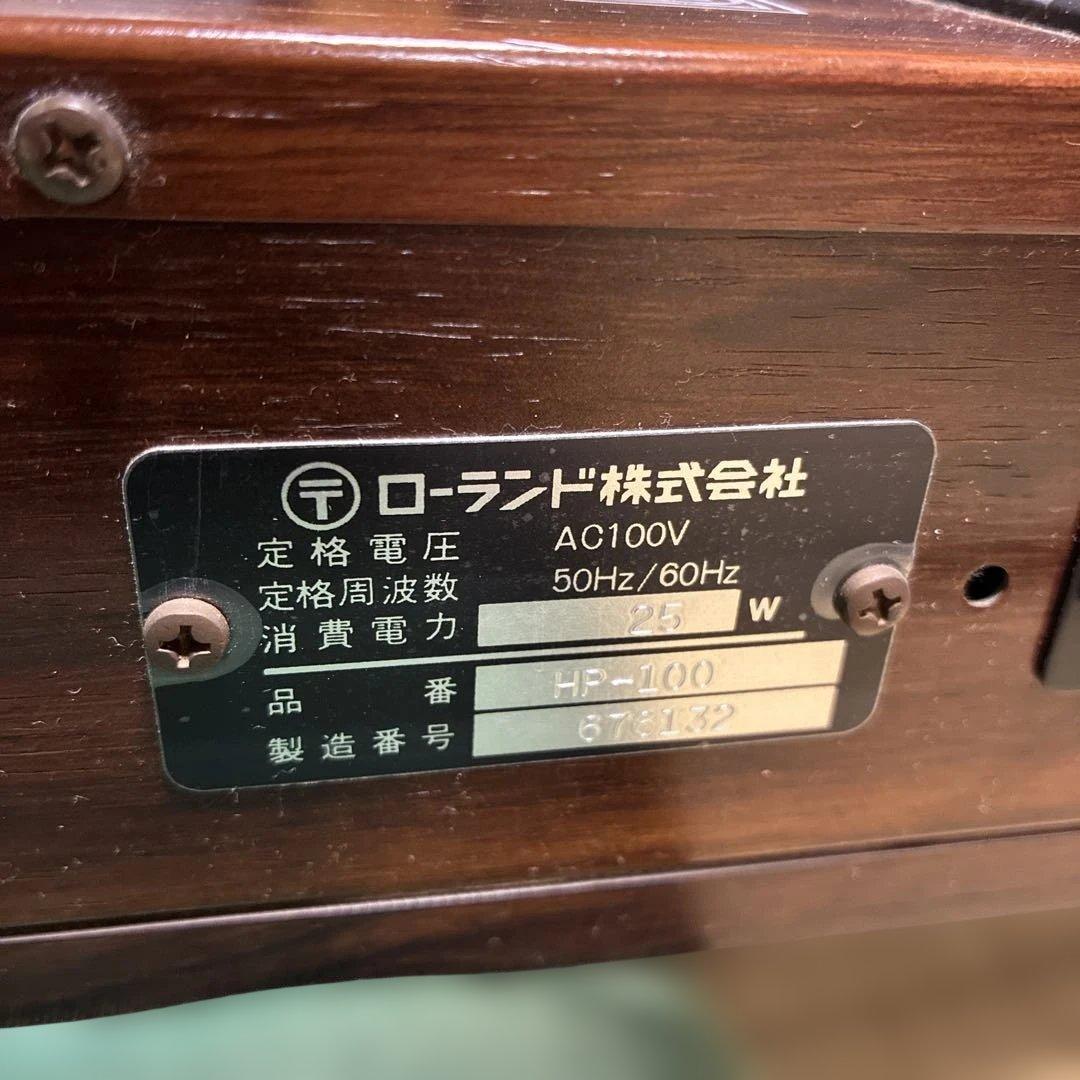 〒 ローランド株式会社
定格電圧 AC100V
定格周波数 50Hz/60Hz
消費電力 25 W
品番 HP-100
製造番号 676132